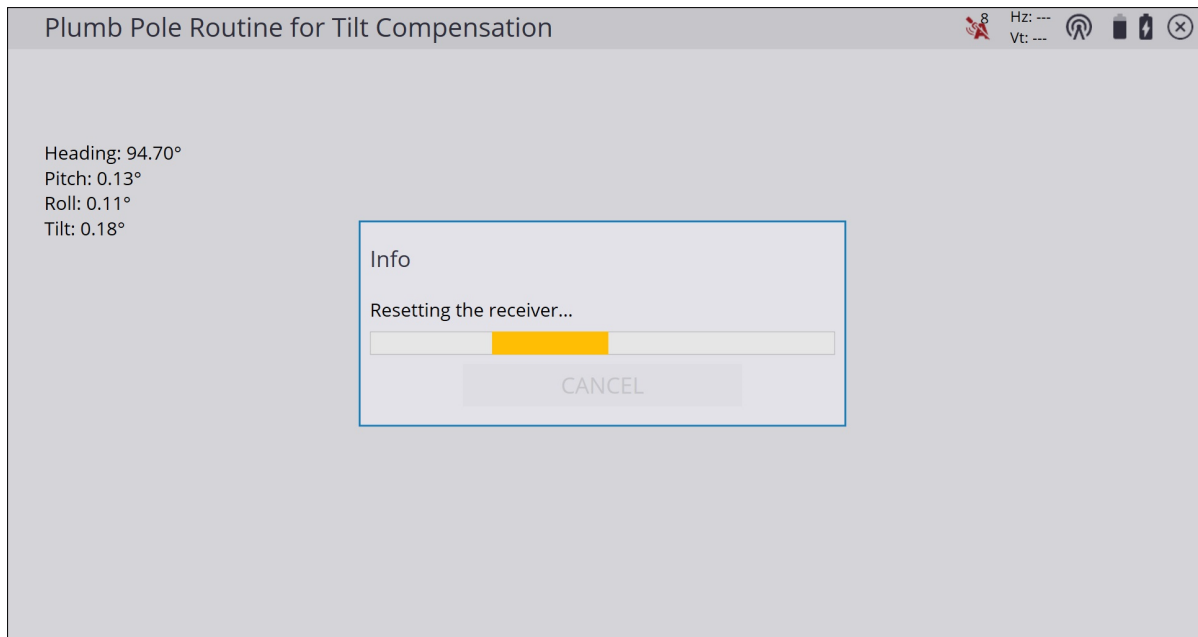 Plumb Pole Routine for Tilt Compensation
8
Hz: ---
Vt: ---
Heading: 94.70°
Pitch: 0.13°
Roll: 0.11°
Tilt: 0.18°
Info
Resetting the receiver...
CANCEL